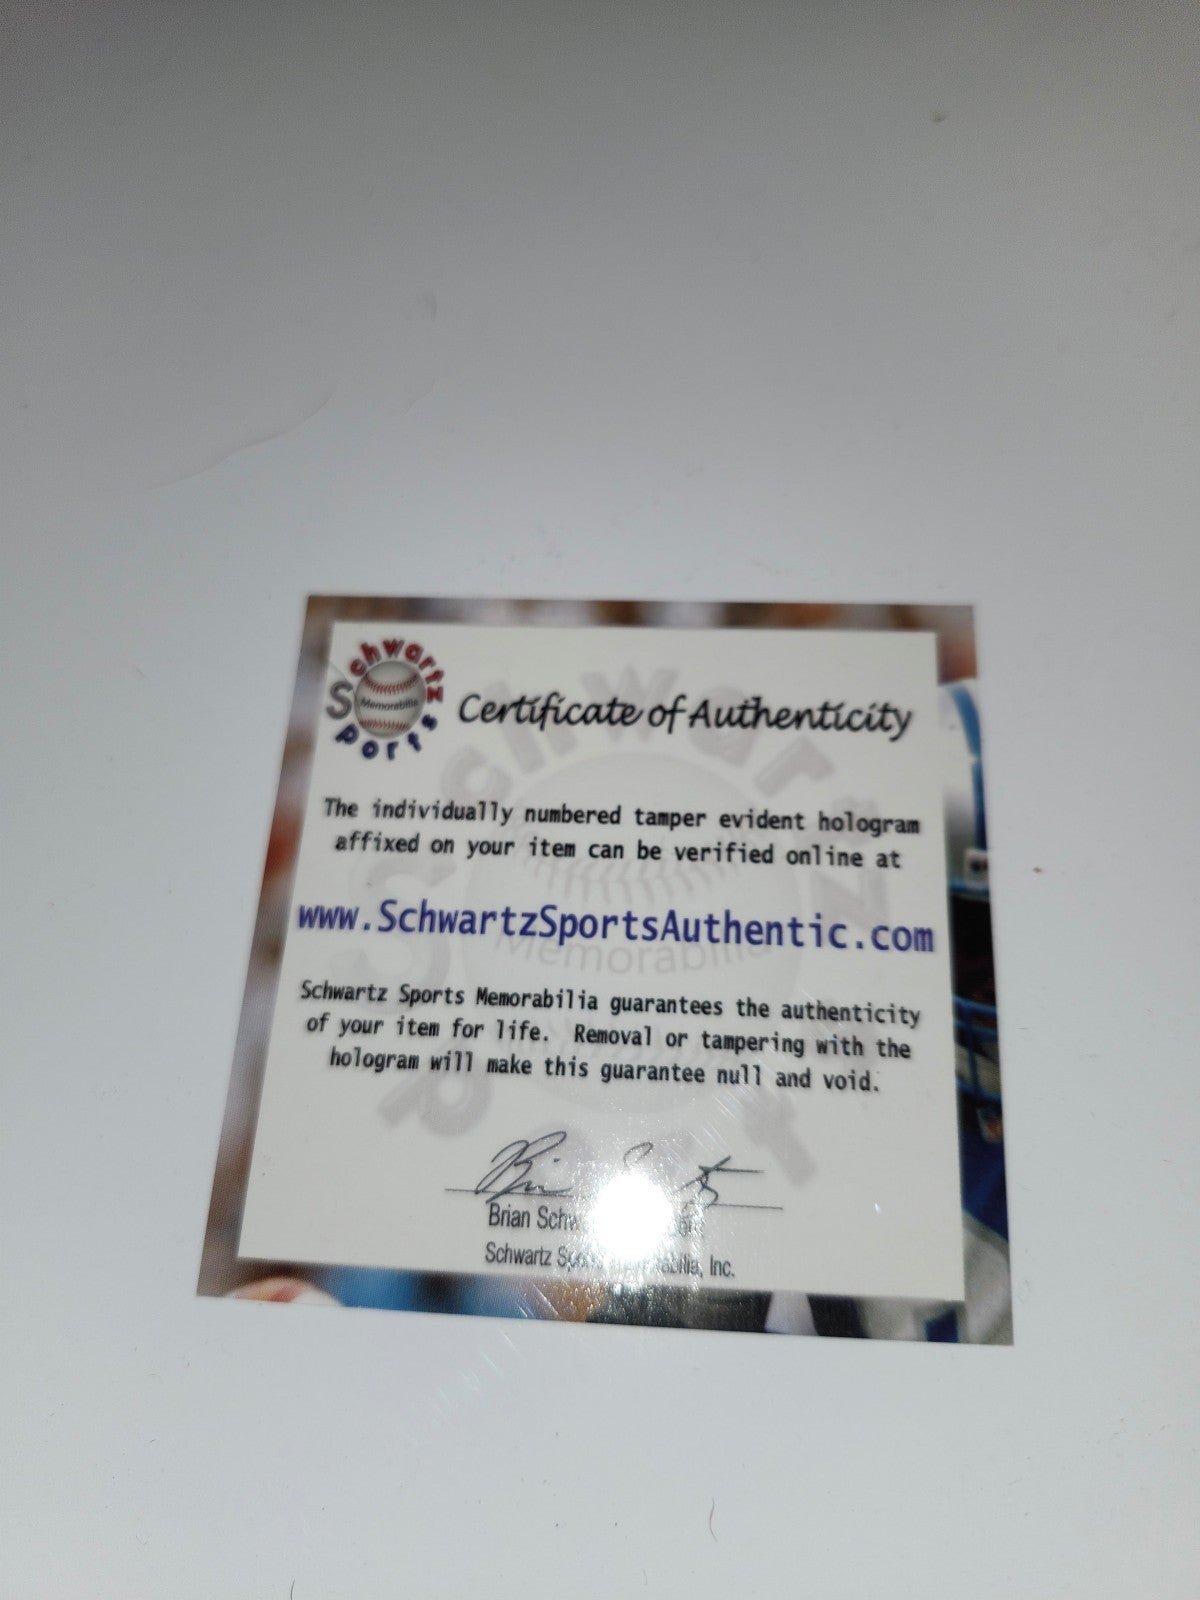 Schwartz
Sports
Memorabilia
Certificate of Authenticity
The individually numbered tamper evident hologram
affixed on your item can be verified online at
www.SchwartzSportsAuthentic.com
Schwartz Sports Memorabilia guarantees the authenticity
of your item for life. Removal or tampering with the
hologram will make this guarantee null and void.
Brian
Schwartz Inc.